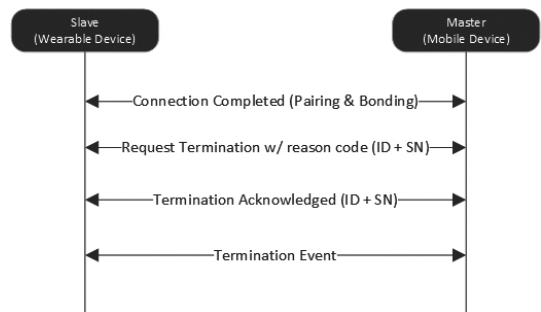 Slave
(Wearable Device)
Master
(Mobile Device)
Connection Completed (Pairing & Bonding)
Request Termination w/ reason code (ID + SN)
Termination Acknowledged (ID + SN)
Termination Event